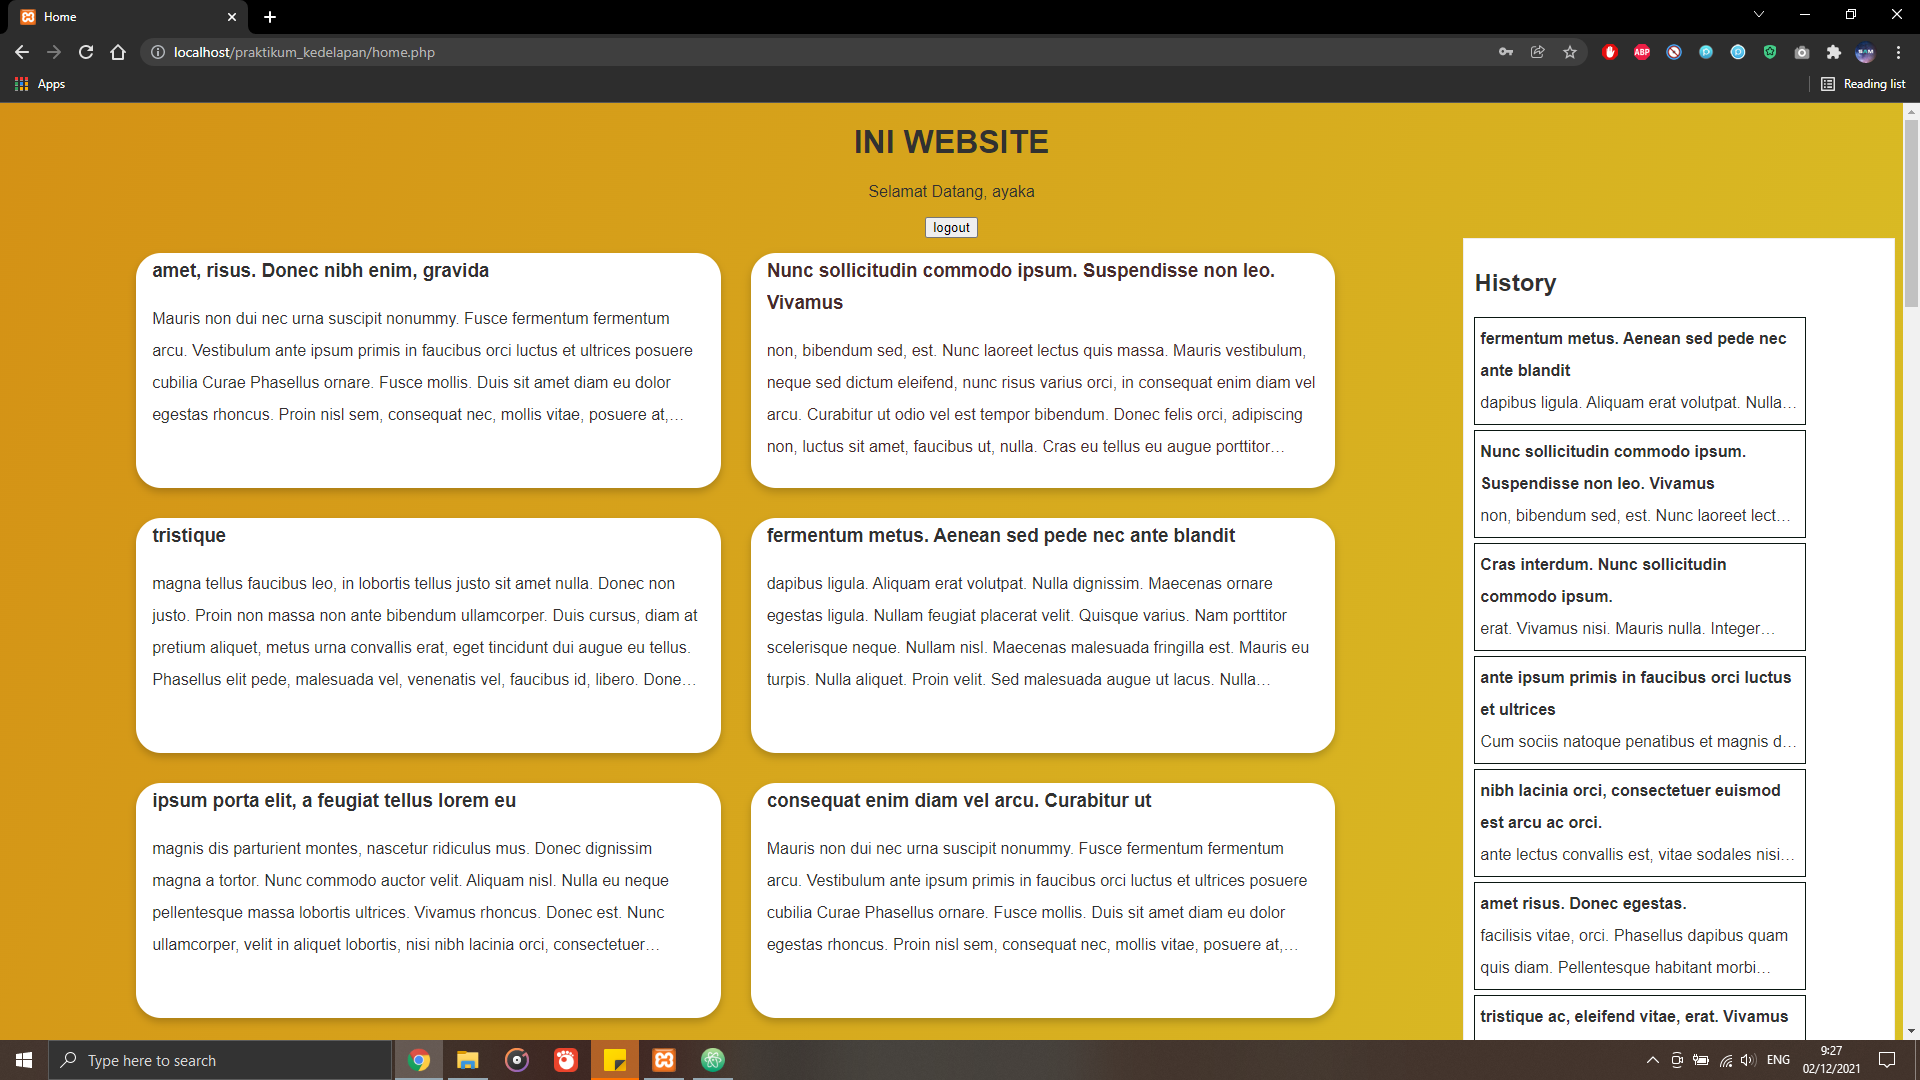 Home
localhost/praktikum_kedelapan/home.php
ABP
Apps
Reading list
INI WEBSITE
Selamat Datang, ayaka
logout
amet, risus. Donec nibh enim, gravida
Mauris non dui nec urna suscipit nonummy. Fusce fermentum fermentum
arcu. Vestibulum ante ipsum primis in faucibus orci luctus et ultrices posuere
cubilia Curae Phasellus ornare. Fusce mollis. Duis sit amet diam eu dolor
egestas rhoncus. Proin nisl sem, consequat nec, mollis vitae, posuere at,…
Nunc sollicitudin commodo ipsum. Suspendisse non leo.
Vivamus
non, bibendum sed, est. Nunc laoreet lectus quis massa. Mauris vestibulum,
neque sed dictum eleifend, nunc risus varius orci, in consequat enim diam vel
arcu. Curabitur ut odio vel est tempor bibendum. Donec felis orci, adipiscing
non, luctus sit amet, faucibus ut, nulla. Cras eu tellus eu augue porttitor…
tristique
magna tellus faucibus leo, in lobortis tellus justo sit amet nulla. Donec non
justo. Proin non massa non ante bibendum ullamcorper. Duis cursus, diam at
pretium aliquet, metus urna convallis erat, eget tincidunt dui augue eu tellus.
Phasellus elit pede, malesuada vel, venenatis vel, faucibus id, libero. Done…
fermentum metus. Aenean sed pede nec ante blandit
dapibus ligula. Aliquam erat volutpat. Nulla dignissim. Maecenas ornare
egestas ligula. Nullam feugiat placerat velit. Quisque varius. Nam porttitor
scelerisque neque. Nullam nisl. Maecenas malesuada fringilla est. Mauris eu
turpis. Nulla aliquet. Proin velit. Sed malesuada augue ut lacus. Nulla…
ipsum porta elit, a feugiat tellus lorem eu
magnis dis parturient montes, nascetur ridiculus mus. Donec dignissim
magna a tortor. Nunc commodo auctor velit. Aliquam nisl. Nulla eu neque
pellentesque massa lobortis ultrices. Vivamus rhoncus. Donec est. Nunc
ullamcorper, velit in aliquet lobortis, nisi nibh lacinia orci, consectetuer…
consequat enim diam vel arcu. Curabitur ut
Mauris non dui nec urna suscipit nonummy. Fusce fermentum fermentum
arcu. Vestibulum ante ipsum primis in faucibus orci luctus et ultrices posuere
cubilia Curae Phasellus ornare. Fusce mollis. Duis sit amet diam eu dolor
egestas rhoncus. Proin nisl sem, consequat nec, mollis vitae, posuere at,…
History
fermentum metus. Aenean sed pede nec
ante blandit
dapibus ligula. Aliquam erat volutpat. Nulla…
Nunc sollicitudin commodo ipsum.
Suspendisse non leo. Vivamus
non, bibendum sed, est. Nunc laoreet lect…
Cras interdum. Nunc sollicitudin
commodo ipsum.
erat. Vivamus nisi. Mauris nulla. Integer…
ante ipsum primis in faucibus orci luctus
et ultrices
Cum sociis natoque penatibus et magnis d…
nibh lacinia orci, consectetuer euismod
est arcu ac orci.
ante lectus convallis est, vitae sodales nisi…
amet risus. Donec egestas.
facilisis vitae, orci. Phasellus dapibus quam
quis diam. Pellentesque habitant morbi…
tristique ac, eleifend vitae, erat. Vivamus
Type here to search
ENG
9:27
02/12/2021